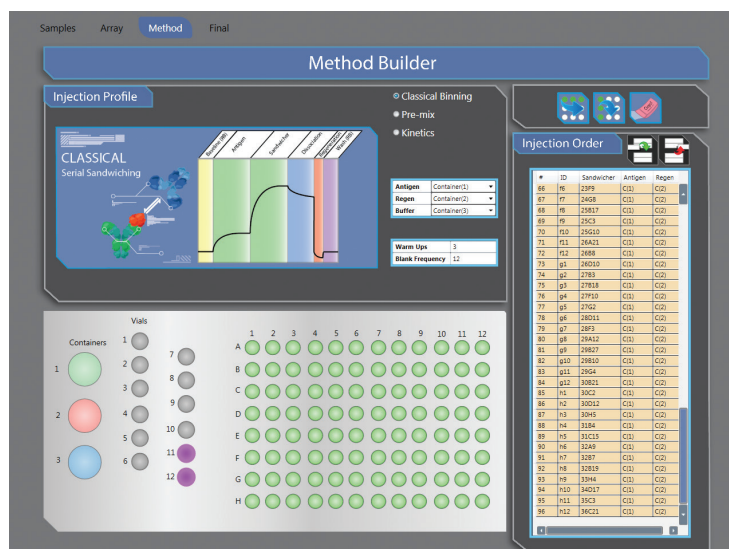 Samples Array Method Final
Method Builder
Injection Profile
Classical Binning
Pre-mix
Kinetics
CLASSICAL
Serial Sandwiching
Baseline (aBB)
Antigen
Sandwicher
Dissociation
Regeneration
Antigen Container(1)
Regen Container(2)
Buffer Container(3)
Warm Ups 3
Blank Frequency 12
Injection Order
# ID Sandwicher Antigen Regen
66 f6 23F9 C(1) C(2)
67 f7 24G8 C(1) C(2)
68 f8 25B17 C(1) C(2)
69 f9 25C3 C(1) C(2)
70 f10 25G10 C(1) C(2)
71 f11 26A21 C(1) C(2)
72 f12 26B8 C(1) C(2)
73 g1 26D10 C(1) C(2)
74 g2 27B3 C(1) C(2)
75 g3 27B18 C(1) C(2)
76 g4 27F10 C(1) C(2)
77 g5 27G2 C(1) C(2)
78 g6 28D11 C(1) C(2)
79 g7 28F3 C(1) C(2)
80 g8 29A12 C(1) C(2)
81 g9 29B27 C(1) C(2)
82 g10 29B10 C(1) C(2)
83 g11 29G4 C(1) C(2)
84 g12 30B21 C(1) C(2)
85 h1 30C2 C(1) C(2)
86 h2 30D12 C(1) C(2)
87 h3 30H5 C(1) C(2)
88 h4 31B4 C(1) C(2)
89 h5 31C15 C(1) C(2)
90 h6 32A9 C(1) C(2)
91 h7 32B7 C(1) C(2)
92 h8 32B19 C(1) C(2)
93 h9 33H4 C(1) C(2)
94 h10 34D17 C(1) C(2)
95 h11 35C3 C(1) C(2)
96 h12 36C21 C(1) C(2)
Vials
Containers
1
2
3
1
2
3
4
5
6
7
8
9
10
11
12
1 2 3 4 5 6 7 8 9 10 11 12
A
B
C
D
E
F
G
H